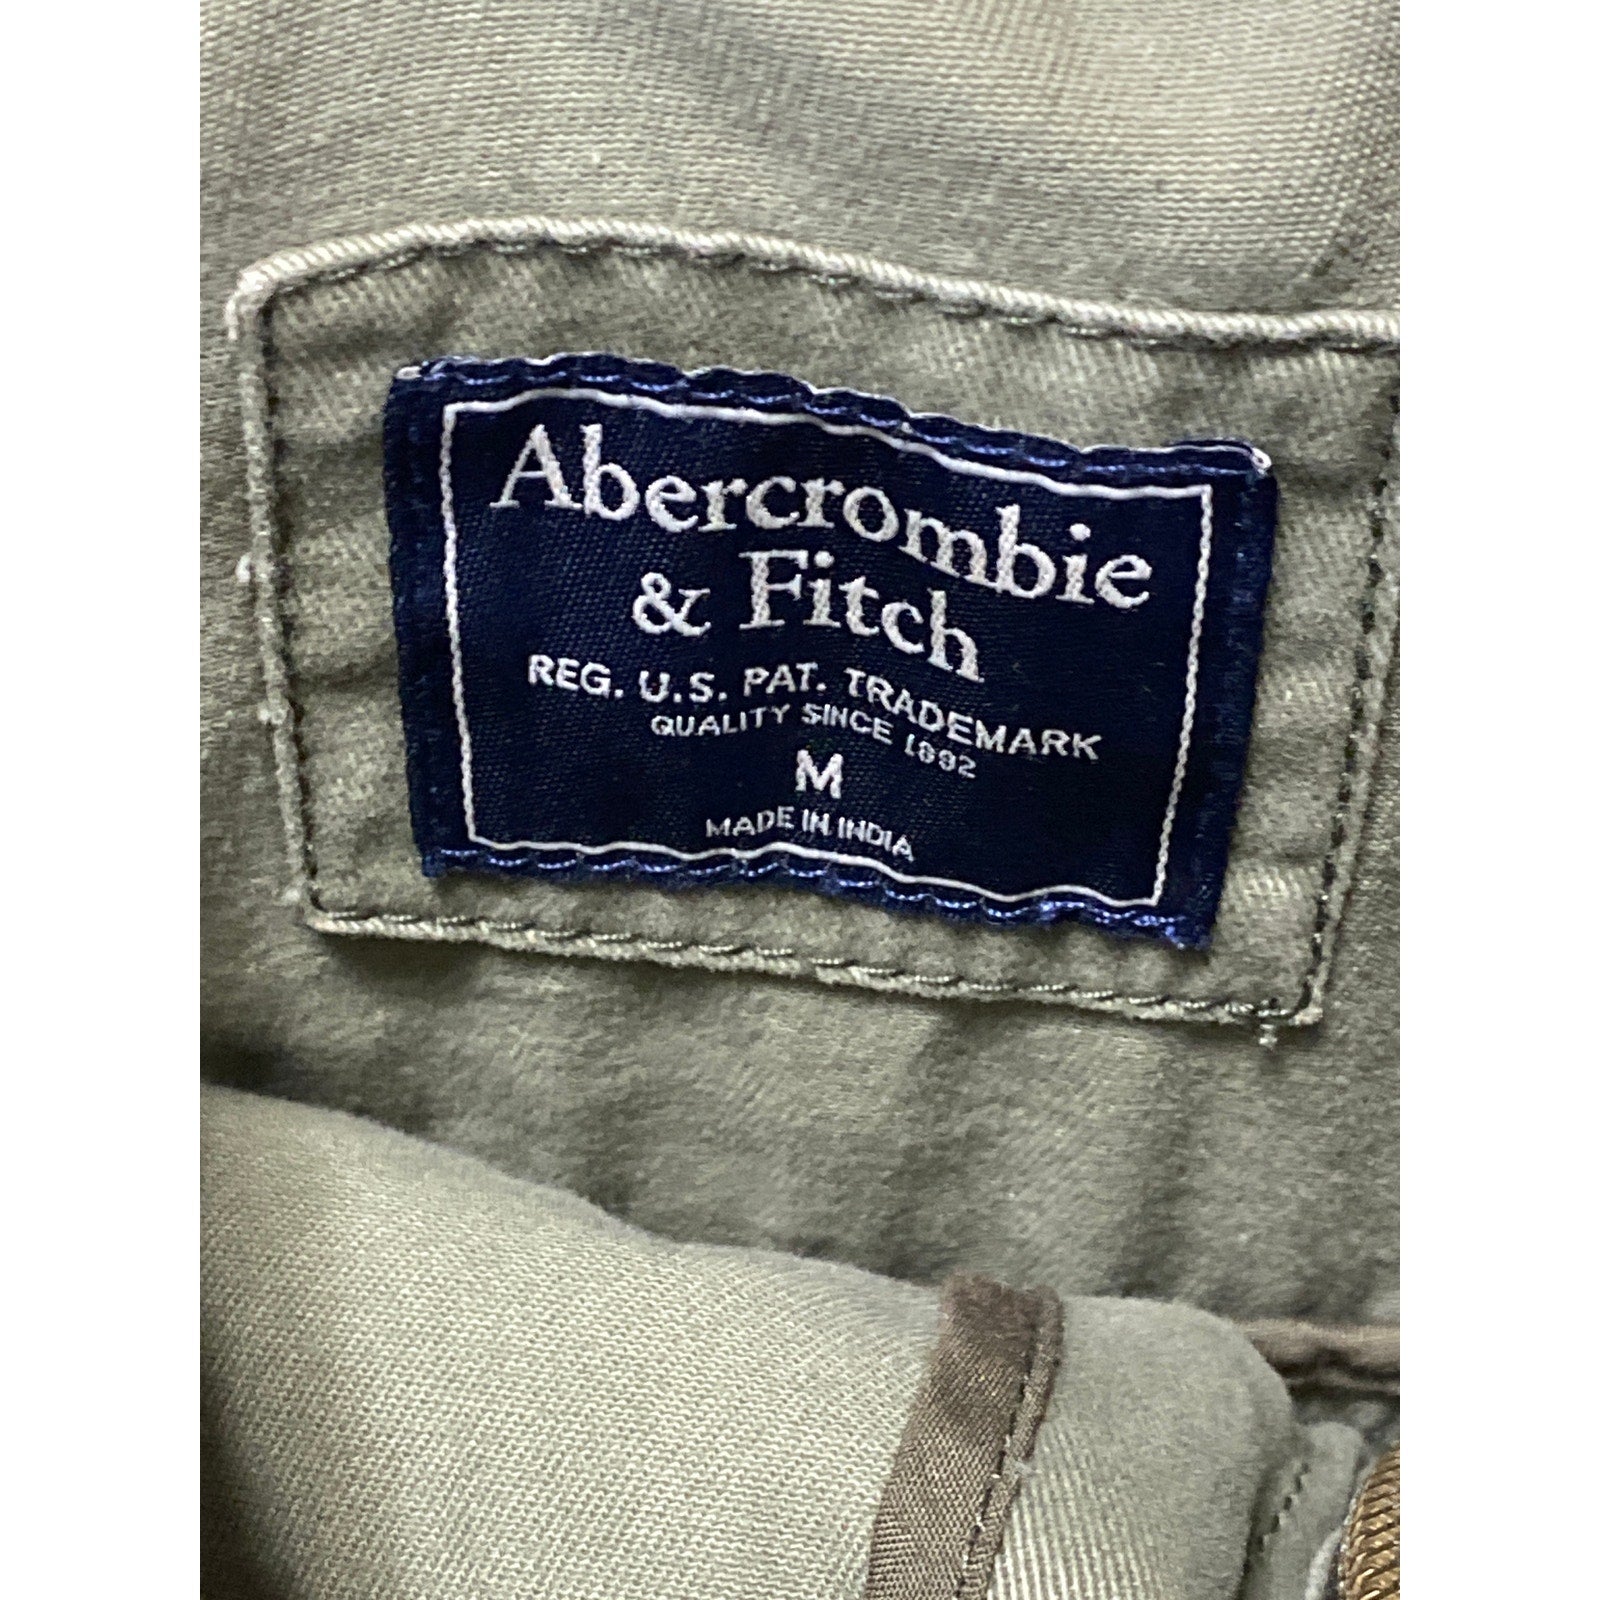 Abercrombie
& Fitch
REG. U.S. PAT. TRADEMARK
QUALITY SINCE 1892
M
MADE IN INDIA